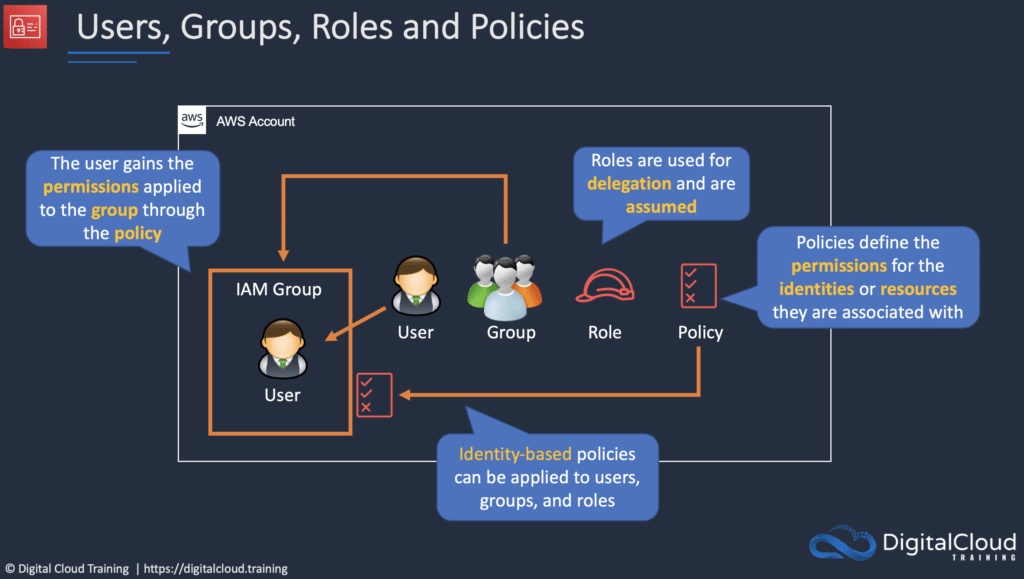 Users, Groups, Roles and Policies
aws
AWS Account
The user gains the
permissions applied
to the group through
the policy
Roles are used for
delegation and are
assumed
Policies define the
permissions for the
identities or resources
they are associated with
IAM Group
User
User
Group
Role
Policy
Identity-based policies
can be applied to users,
groups, and roles
DigitalCloud
TRAINING
© Digital Cloud Training | https://digitalcloud.training